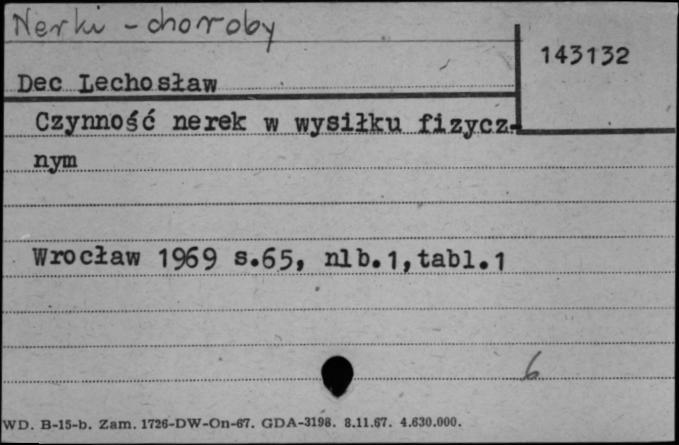 Nerki - choroby
143132
Dec Lechosław
Czynność nerek w wysiłku fizycz-
nym
Wrocław 1969 s.65, nlb.1,tabl.1
6
WD. B-15-b. Zam. 1726-DW-On-67. GDA-3198. 8.11.67. 4.630.000.